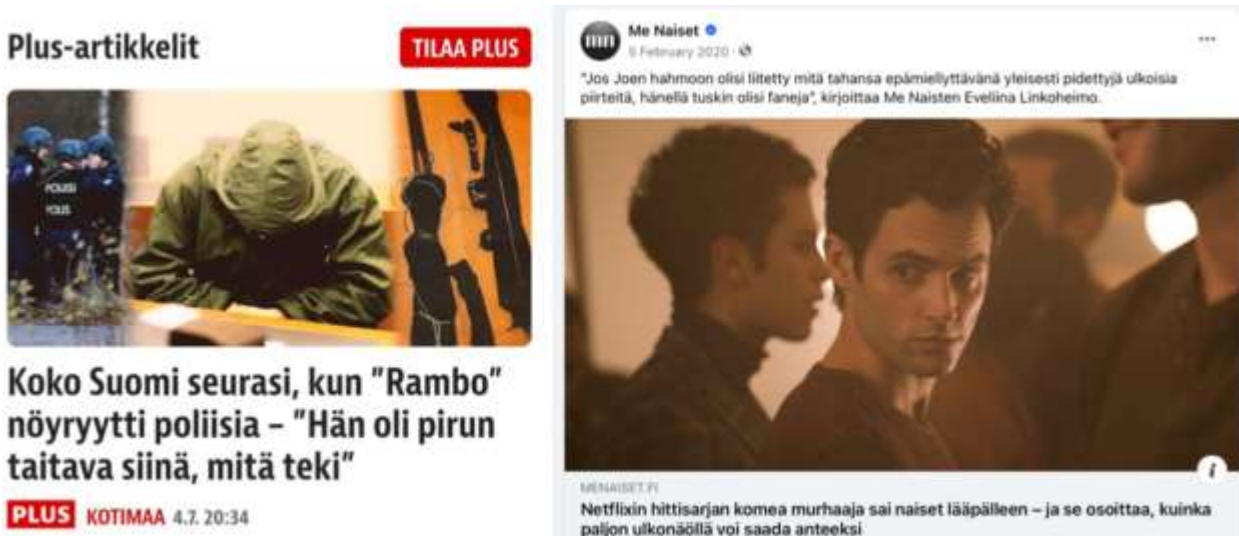 Plus-artikkelit
TILAA PLUS
POLIISI
POLIS
Koko Suomi seurasi, kun ”Rambo”
nöyryytti poliisia – ”Hän oli pirun
taitava siinä, mitä teki”
PLUS KOTIMAA 4.7. 20:34
Me Naiset
5 February 2020 ·
"Jos Joen hahmoon olisi liitetty mitä tahansa epämiellyttävänä yleisesti pidettyjä ulkoisia
piirteitä, hänellä tuskin olisi faneja", kirjoittaa Me Naisten Eveliina Linkoheimo.
i
MENAISET.FI
Netflixin hittisarjan komea murhaaja sai naiset lääpälleen – ja se osoittaa, kuinka
paljon ulkonäöllä voi saada anteeksi